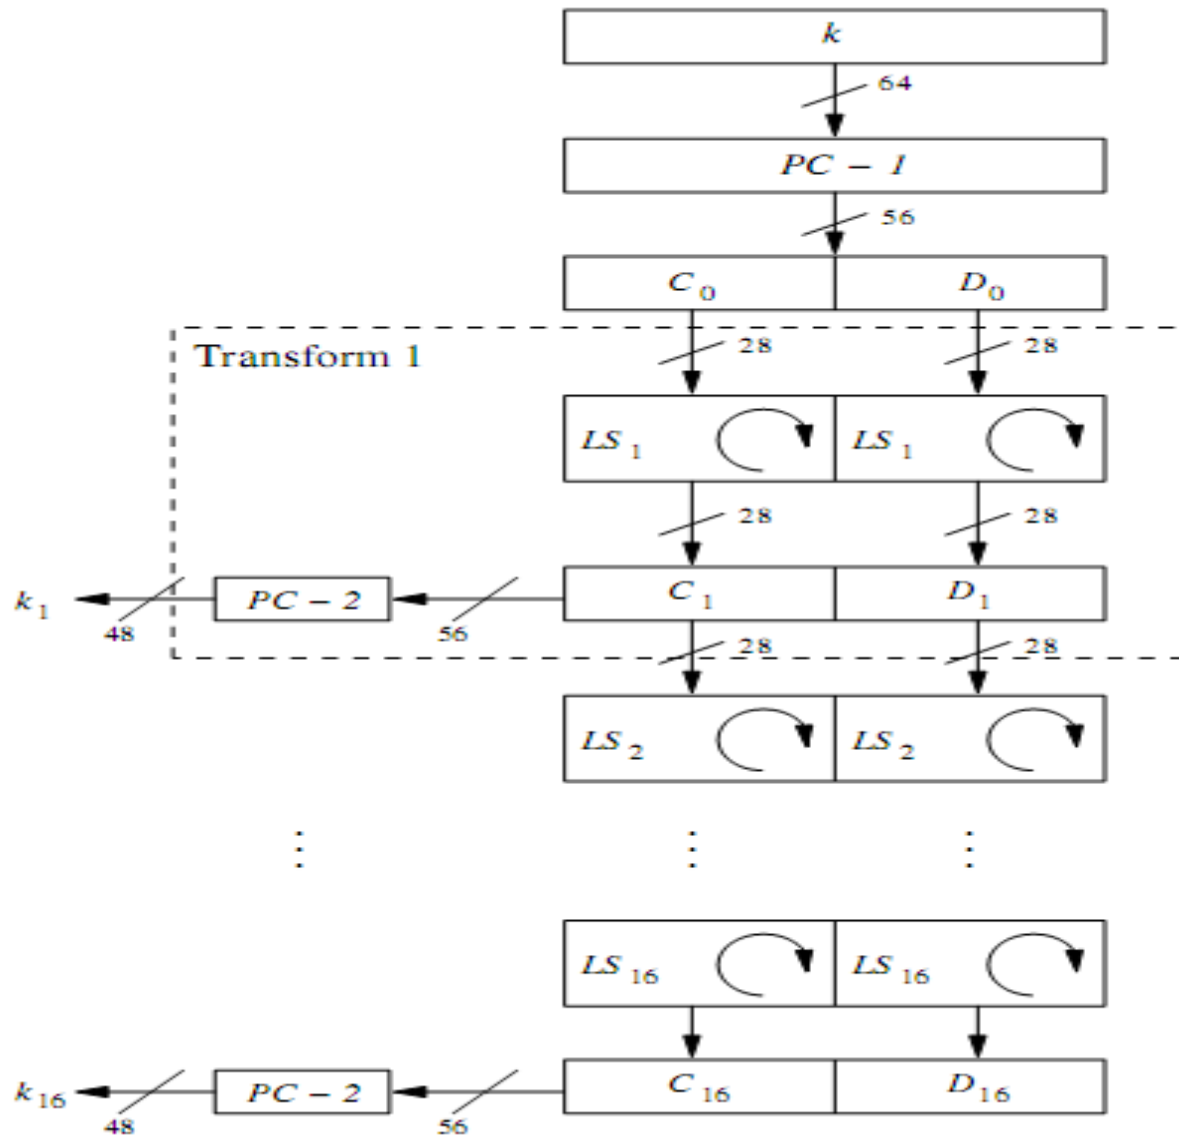 k
64
PC – 1
56
C0 D0
Transform 1
28 28
LS1 LS1
28 28
k1 48 PC – 2 56 C1 D1
28 28
LS2 LS2
⋮ ⋮ ⋮
LS16 LS16
k16 48 PC – 2 56 C16 D16